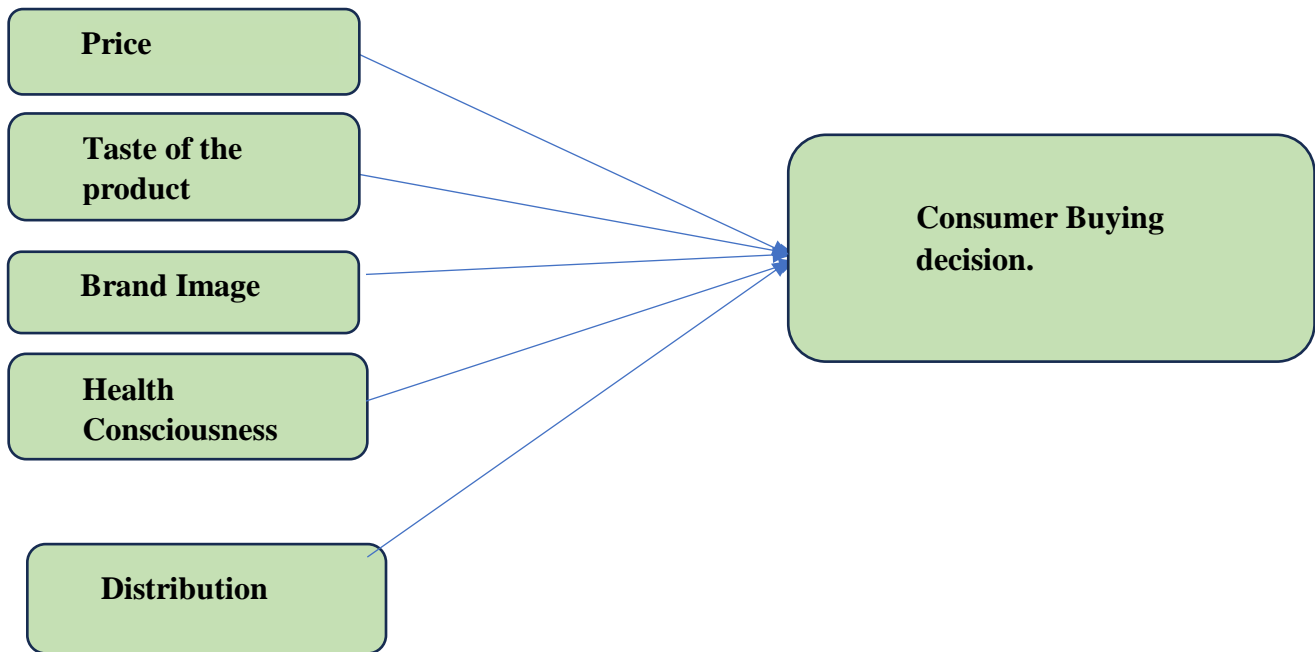 Price
Taste of the
product
Brand Image
Health
Consciousness
Distribution
Consumer Buying
decision.